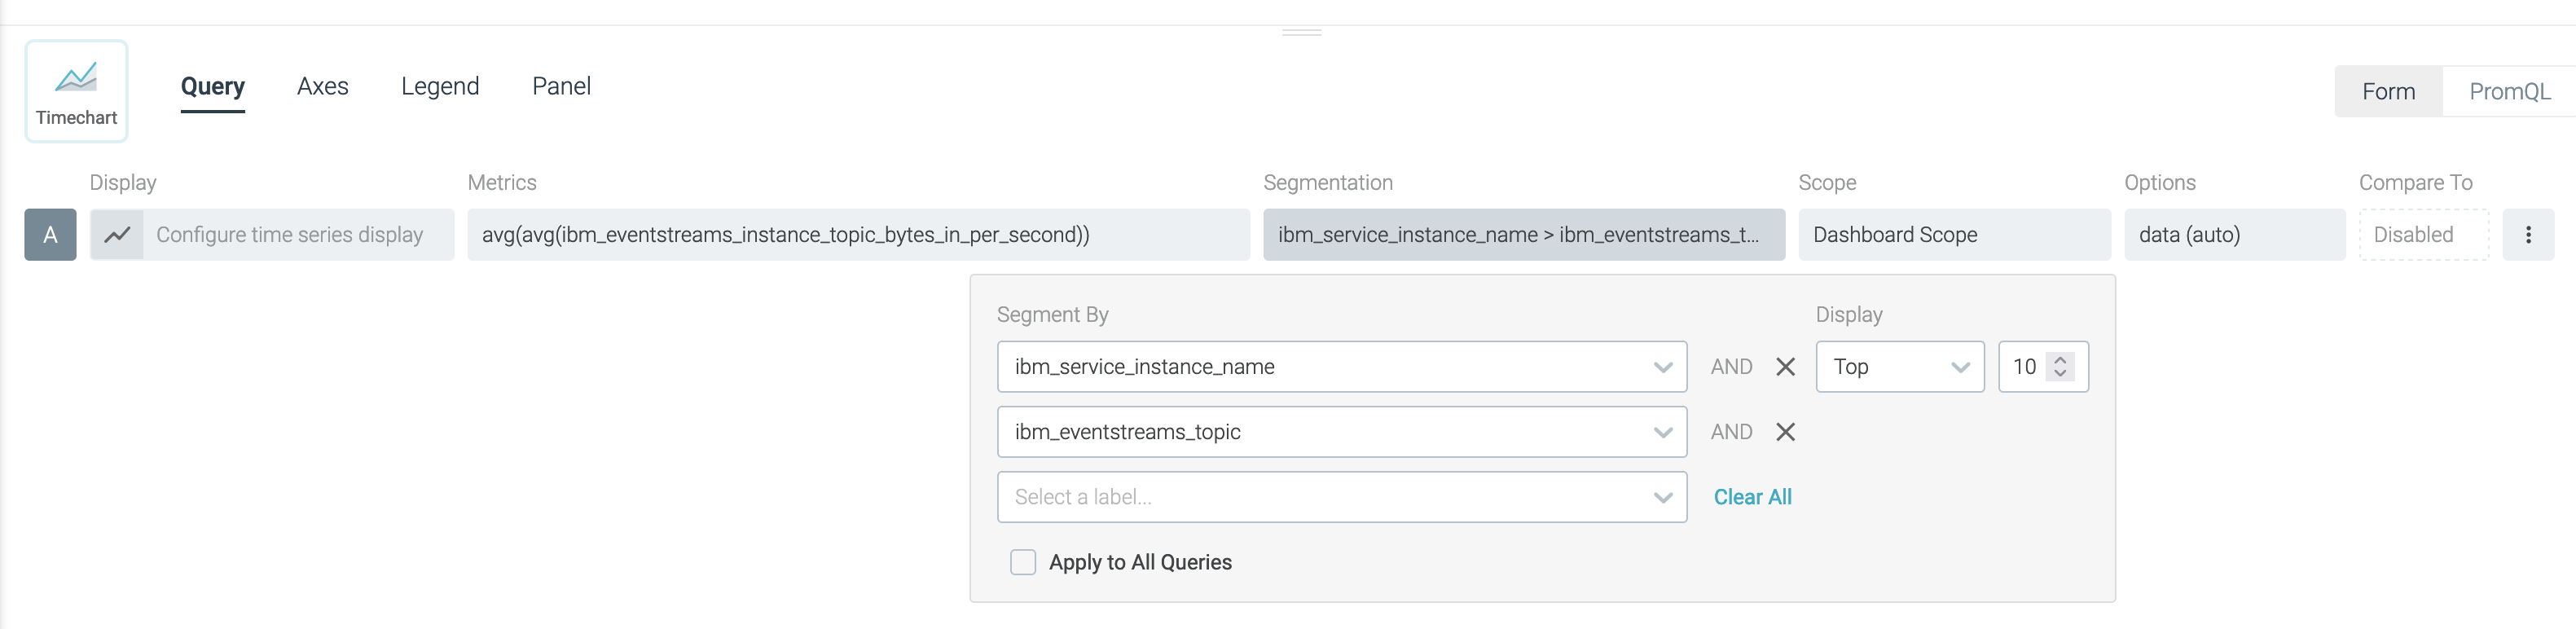 Timechart
Query Axes Legend Panel
Form PromQL
Display Metrics Segmentation Scope Options Compare To
A Configure time series display avg(avg(ibm_eventstreams_instance_topic_bytes_in_per_second)) ibm_service_instance_name > ibm_eventstreams_t... Dashboard Scope data (auto) Disabled
Segment By Display
ibm_service_instance_name AND Top 10
ibm_eventstreams_topic AND
Select a label... Clear All
Apply to All Queries